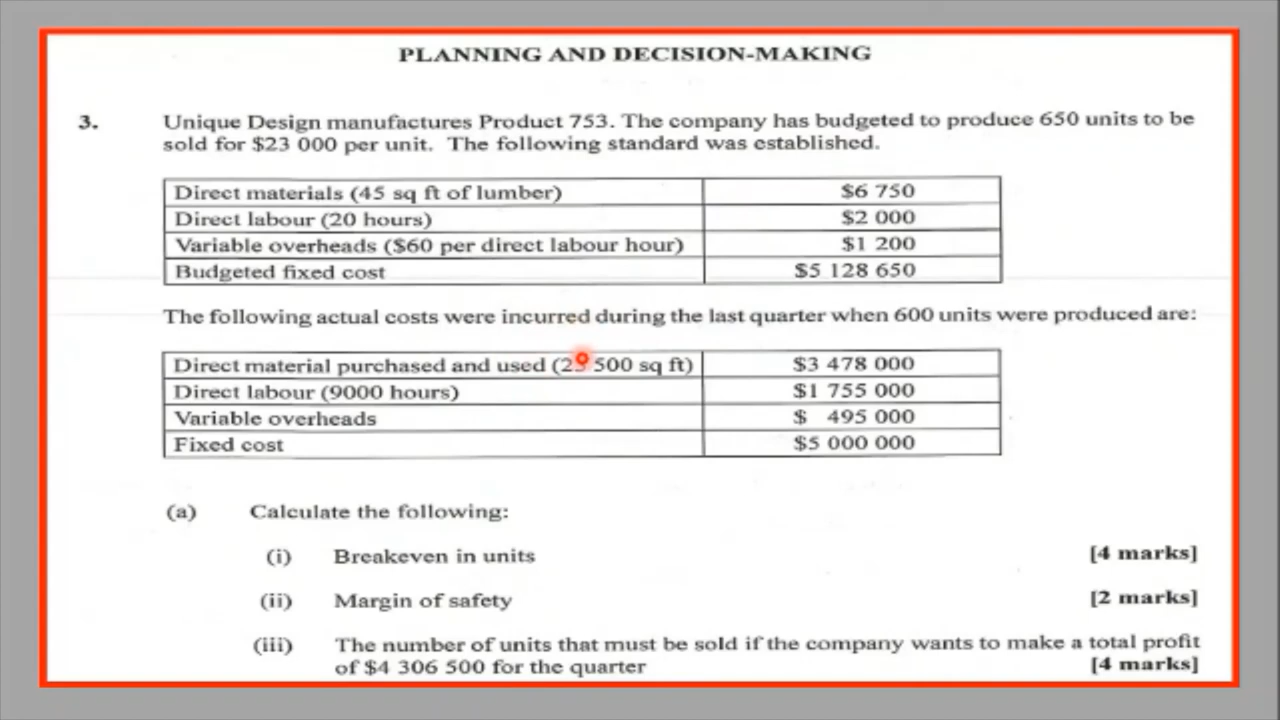 PLANNING AND DECISION-MAKING
3. Unique Design manufactures Product 753. The company has budgeted to produce 650 units to be
sold for $23 000 per unit. The following standard was established.
Direct materials (45 sq ft of lumber) $6 750
Direct labour (20 hours) $2 000
Variable overheads ($60 per direct labour hour) $1 200
Budgeted fixed cost $5 128 650
The following actual costs were incurred during the last quarter when 600 units were produced are:
Direct material purchased and used (23 500 sq ft) $3 478 000
Direct labour (9000 hours) $1 755 000
Variable overheads $ 495 000
Fixed cost $5 000 000
(a) Calculate the following:
(i) Breakeven in units [4 marks]
(ii) Margin of safety [2 marks]
(iii) The number of units that must be sold if the company wants to make a total profit
of $4 306 500 for the quarter [4 marks]